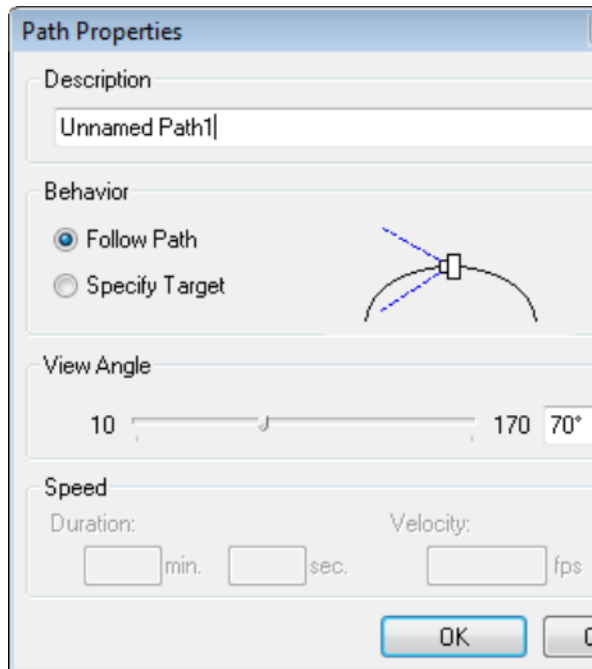 Path Properties
Description
Unnamed Path1
Behavior
Follow Path
Specify Target
View Angle
10 170 70°
Speed
Duration: Velocity:
min. sec. fps
OK